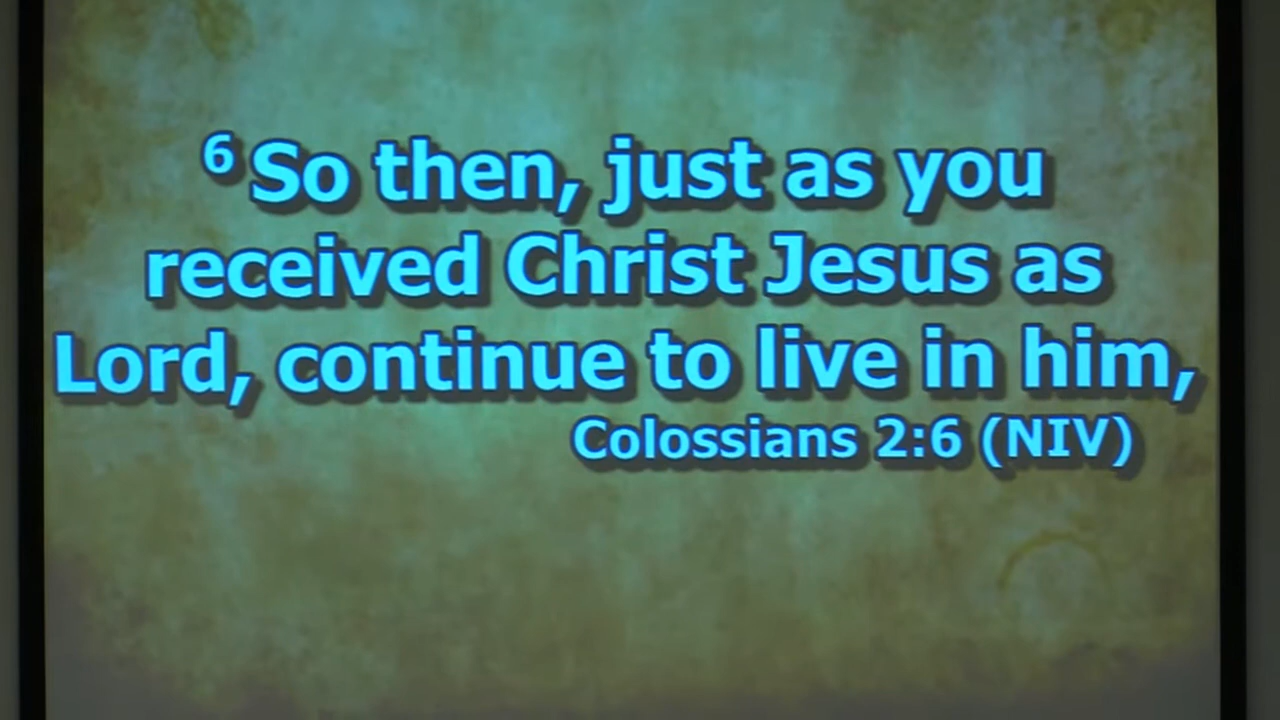 6 So then, just as you
received Christ Jesus as
Lord, continue to live in him,
Colossians 2:6 (NIV)